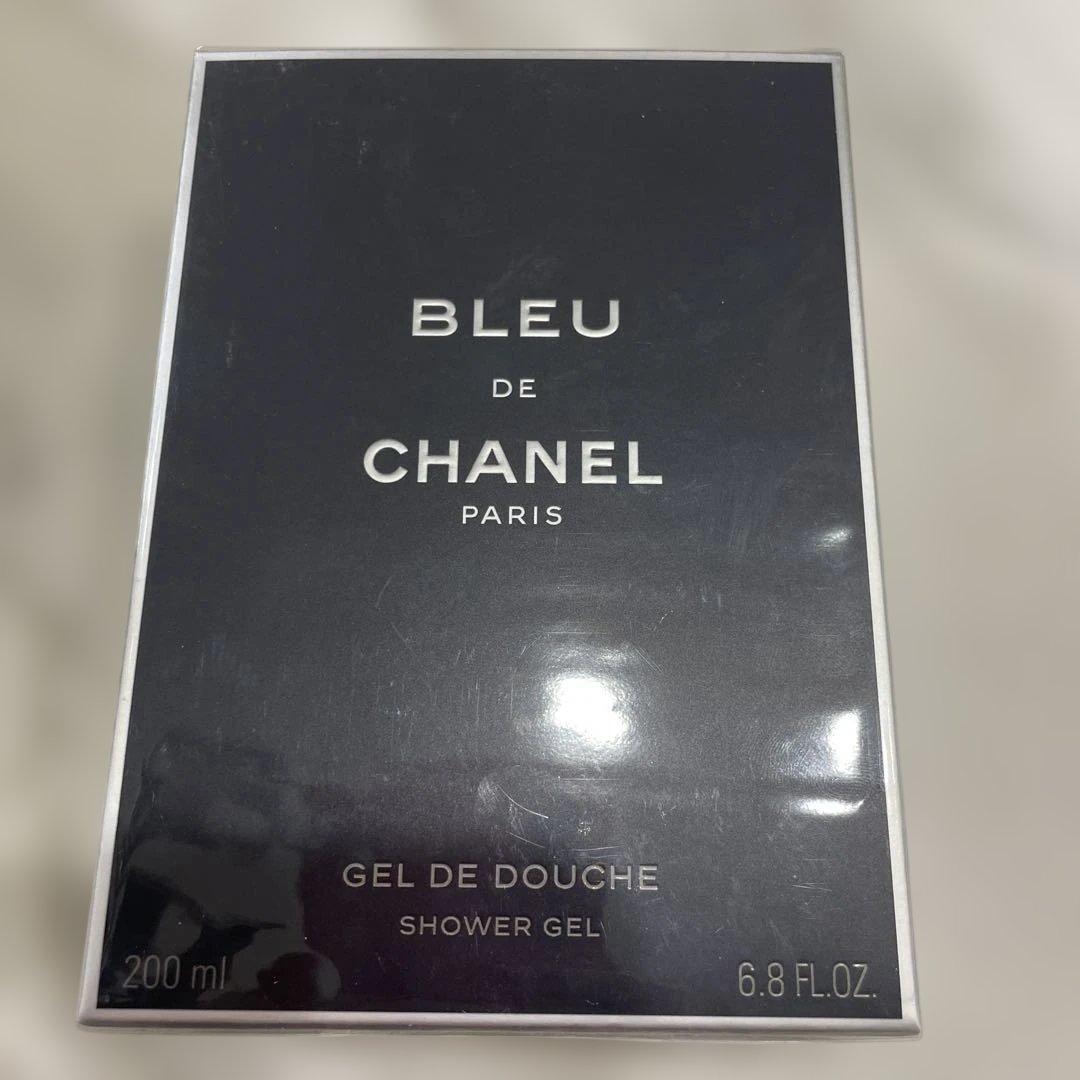 BLEU
DE
CHANEL
PARIS
GEL DE DOUCHE
SHOWER GEL
200 ml
6.8 FL.OZ.